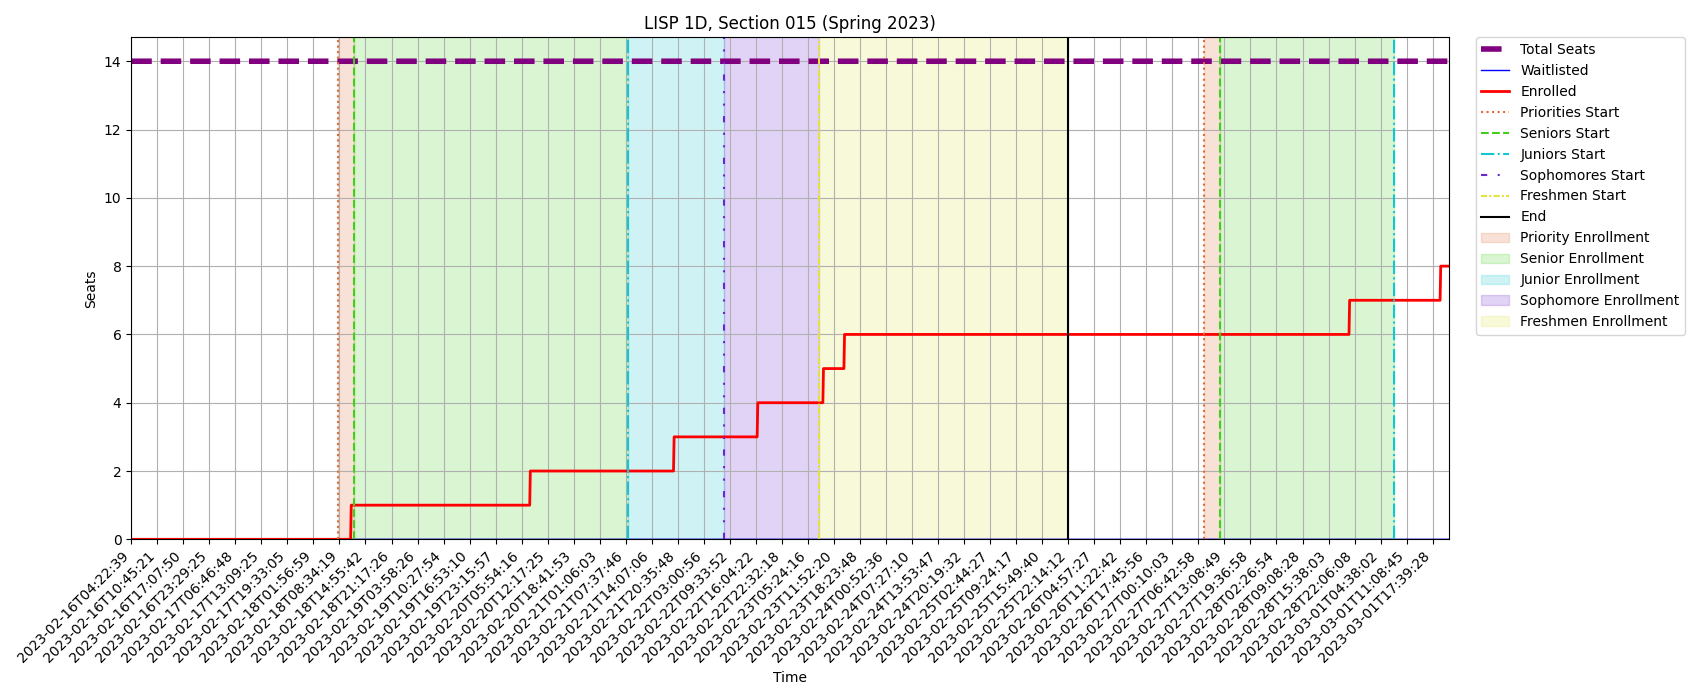 LISP 1D, Section 015 (Spring 2023)
Seats
14
12
10
8
6
4
2
0
2023-02-16T04:22:39
2023-02-16T10:45:21
2023-02-16T17:07:50
2023-02-16T23:29:25
2023-02-17T06:46:48
2023-02-17T13:09:25
2023-02-17T19:33:05
2023-02-18T01:56:59
2023-02-18T08:34:19
2023-02-18T14:55:42
2023-02-18T21:17:26
2023-02-19T03:58:26
2023-02-19T10:27:54
2023-02-19T16:53:10
2023-02-19T23:15:57
2023-02-20T05:54:16
2023-02-20T12:17:25
2023-02-20T18:41:53
2023-02-21T01:06:03
2023-02-21T07:37:46
2023-02-21T14:07:06
2023-02-21T20:35:48
2023-02-22T03:00:56
2023-02-22T09:33:52
2023-02-22T16:04:22
2023-02-22T22:32:18
2023-02-23T05:24:16
2023-02-23T11:52:20
2023-02-23T18:23:48
2023-02-24T00:52:36
2023-02-24T07:27:10
2023-02-24T13:53:47
2023-02-24T20:19:32
2023-02-25T02:44:27
2023-02-25T09:24:17
2023-02-25T15:49:40
2023-02-25T22:14:12
2023-02-26T04:57:27
2023-02-26T11:22:42
2023-02-26T17:45:56
2023-02-27T00:10:03
2023-02-27T06:42:58
2023-02-27T13:08:49
2023-02-27T19:36:58
2023-02-28T02:26:54
2023-02-28T09:08:28
2023-02-28T15:38:03
2023-02-28T22:06:08
2023-03-01T04:38:02
2023-03-01T11:08:45
2023-03-01T17:39:28
Time
Total Seats
Waitlisted
Enrolled
Priorities Start
Seniors Start
Juniors Start
Sophomores Start
Freshmen Start
End
Priority Enrollment
Senior Enrollment
Junior Enrollment
Sophomore Enrollment
Freshmen Enrollment